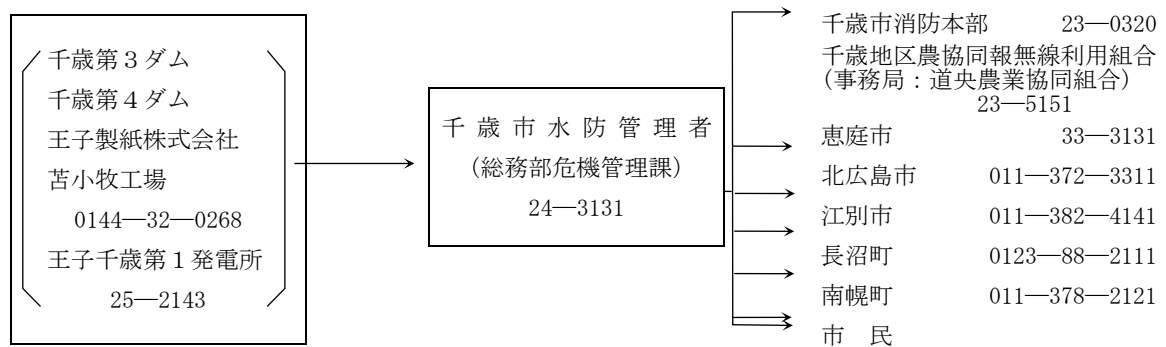 千歳第３ダム
千歳第４ダム
王子製紙株式会社
苫小牧工場
0144―32―0268
王子千歳第１発電所
25―2143
千歳市水防管理者
(総務部危機管理課)
24―3131
千歳市消防本部 23―0320
千歳地区農協同報無線利用組合
(事務局：道央農業協同組合)
23―5151
恵庭市 33―3131
北広島市 011―372―3311
江別市 011―382―4141
長沼町 0123―88―2111
南幌町 011―378―2121
市　民